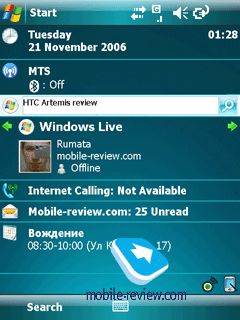 Start
Tuesday 01:28
21 November 2006
MTS
: Off
HTC Artemis review
Windows Live
Rumata
mobile-review.com
Offline
Internet Calling: Not Available
Mobile-review.com: 25 Unread
Вождение
08:30-10:00 (Ул К 17)
Search
mobile-review.com